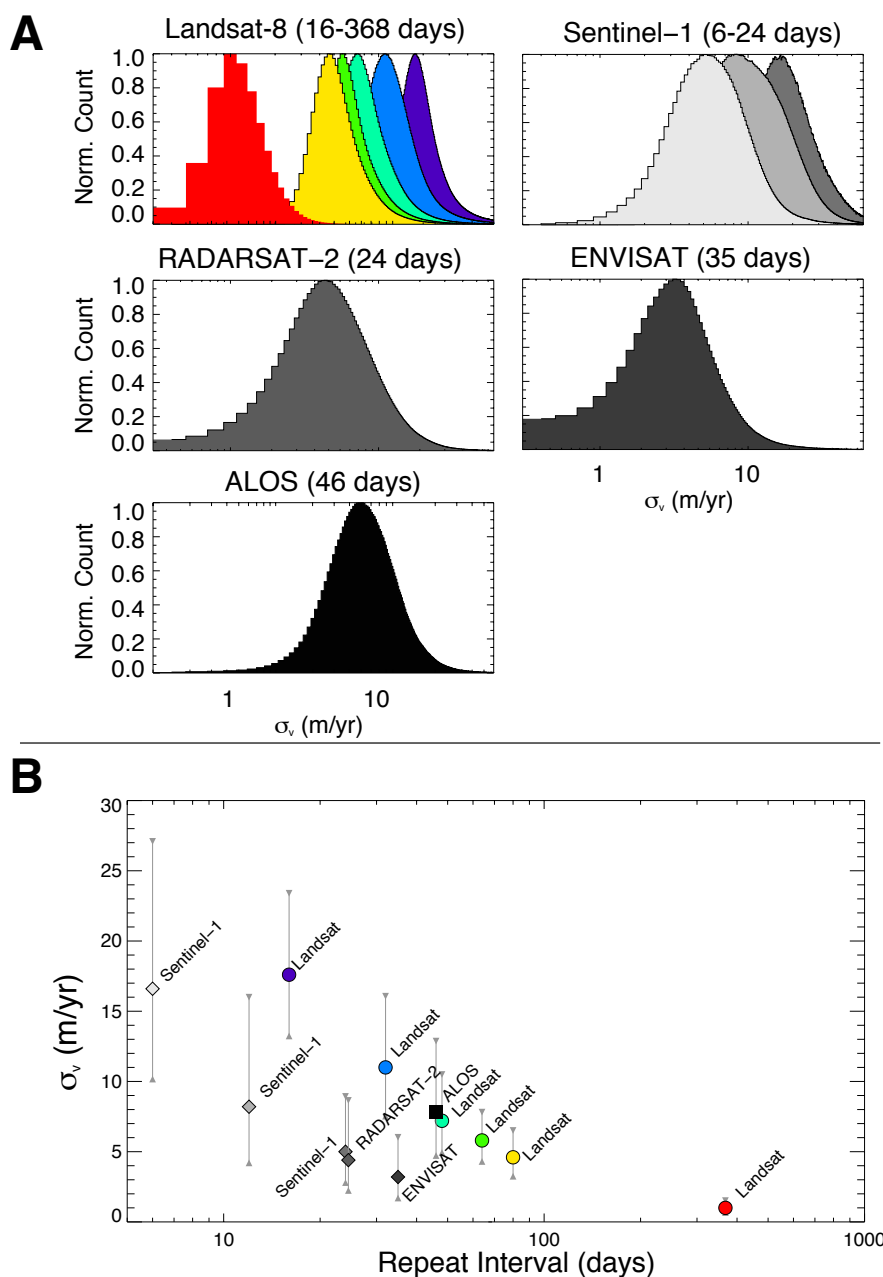 A
Landsat-8 (16-368 days)
Sentinel−1 (6-24 days)
Norm. Count
1.0
0.8
0.6
0.4
0.2
0.0
RADARSAT−2 (24 days)
ENVISAT (35 days)
Norm. Count
1.0
0.8
0.6
0.4
0.2
0.0
1
10
σv (m/yr)
ALOS (46 days)
Norm. Count
1.0
0.8
0.6
0.4
0.2
0.0
1
10
σv (m/yr)
B
σv (m/yr)
30
25
20
15
10
5
0
Sentinel−1
Landsat
Sentinel−1
Landsat
Sentinel−1
RADARSAT−2
ENVISAT
ALOS
Landsat
Landsat
Landsat
Landsat
10
100
1000
Repeat Interval (days)